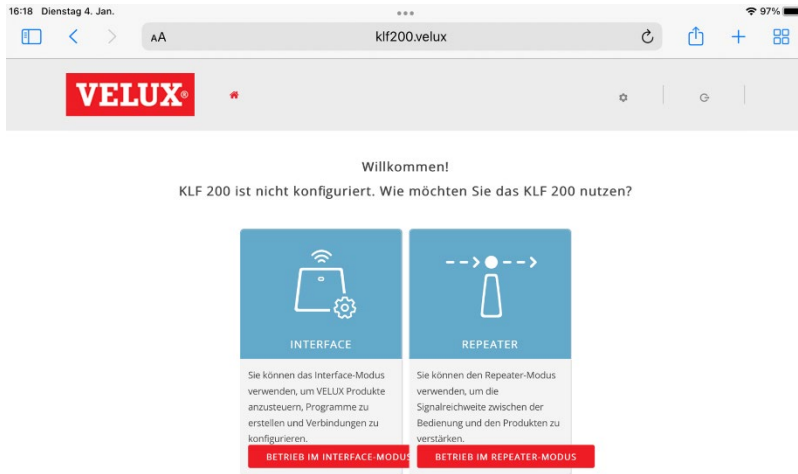 16:18 Dienstag 4. Jan.
97%
AA
klf200.velux
VELUX®
Willkommen!
KLF 200 ist nicht konfiguriert. Wie möchten Sie das KLF 200 nutzen?
INTERFACE
Sie können das Interface-Modus
verwenden, um VELUX Produkte
anzusteuern, Programme zu
erstellen und Verbindungen zu
konfigurieren.
BETRIEB IM INTERFACE-MODUS
REPEATER
Sie können den Repeater-Modus
verwenden, um die
Signalreichweite zwischen der
Bedienung und den Produkten zu
verstärken.
BETRIEB IM REPEATER-MODUS